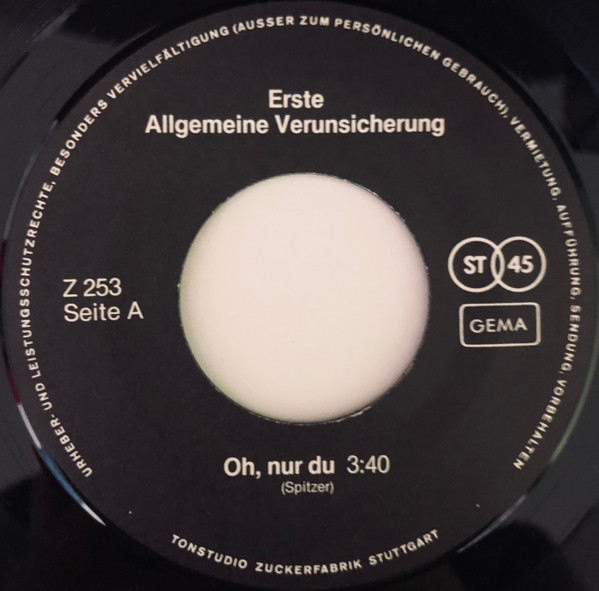 URHEBER- UND LEISTUNGSSCHUTZRECHTE, BESONDERS VERVIELFÄLTIGUNG (AUSSER ZUM PERSÖNLICHEN GEBRAUCH), VERMIETUNG, AUFFÜHRUNG, SENDUNG, VORBEHALTEN
Erste
Allgemeine Verunsicherung
Z 253
Seite A
ST 45
GEMA
Oh, nur du 3:40
(Spitzer)
TONSTUDIO ZUCKERFABRIK STUTTGART